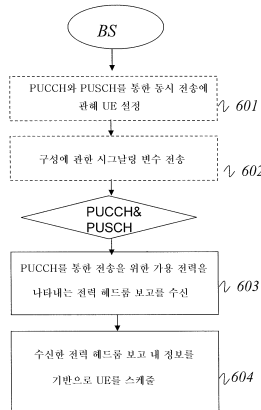 BS
PUCCH와 PUSCH를 통한 동시 전송에
관해 UE 설정
601
구성에 관한 시그날링 변수 전송
602
PUCCH&
PUSCH
PUCCH를 통한 전송을 위한 가용 전력을
나타내는 전력 헤드룸 보고를 수신
603
수신한 전력 헤드룸 보고 내 정보를
기반으로 UE를 스케줄
604